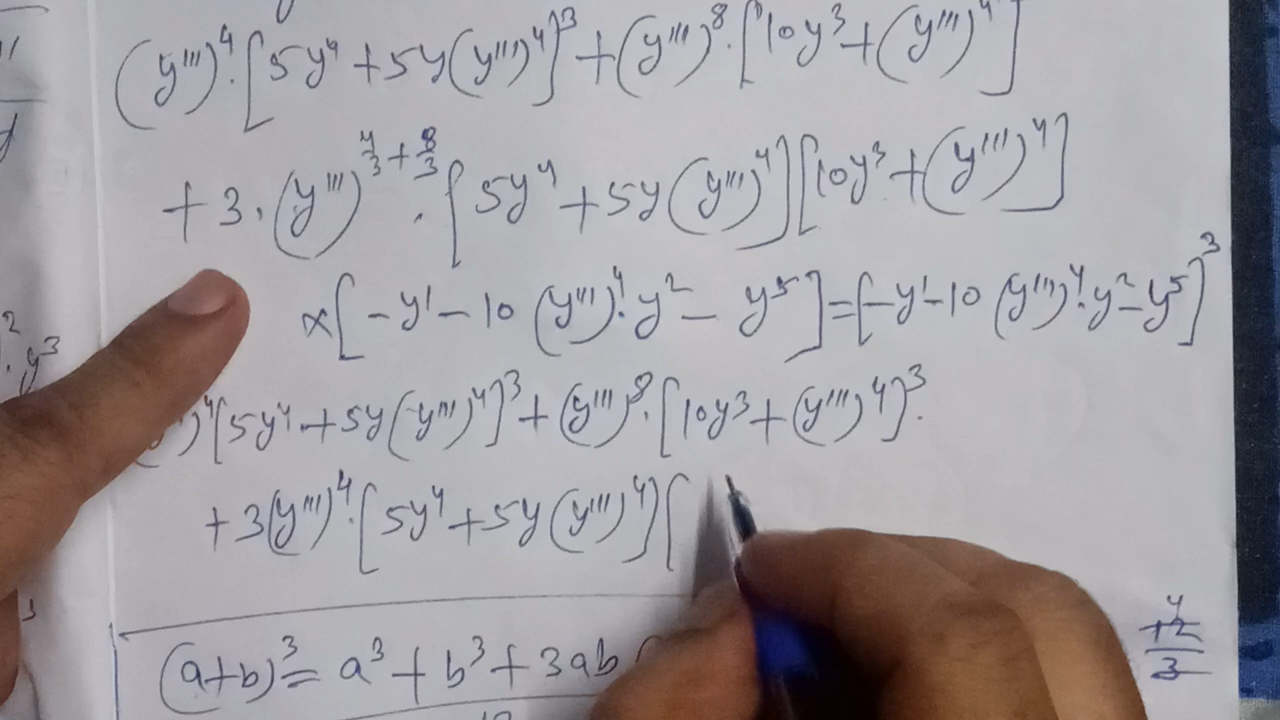 (y''')^4 · [5y^4 + 5y(y''')^4]^3 + (y''')^8 · [10y^3 + (y''')^4]
+ 3 · (y''')^{4/3 + 8/3} · [5y^4 + 5y(y''')^4][10y^3 + (y''')^4]
×[-y' - 10(y''')^4 · y^2 - y^5] = [-y' - 10(y''')^4 · y^2 - y^5]^3
)^4 [5y^4 + 5y(y''')^4]^3 + (y''')^8 · [10y^3 + (y''')^4]^3 ·
+ 3(y''')^4 · [5y^4 + 5y(y''')^4][
(a+b)^3 = a^3 + b^3 + 3ab